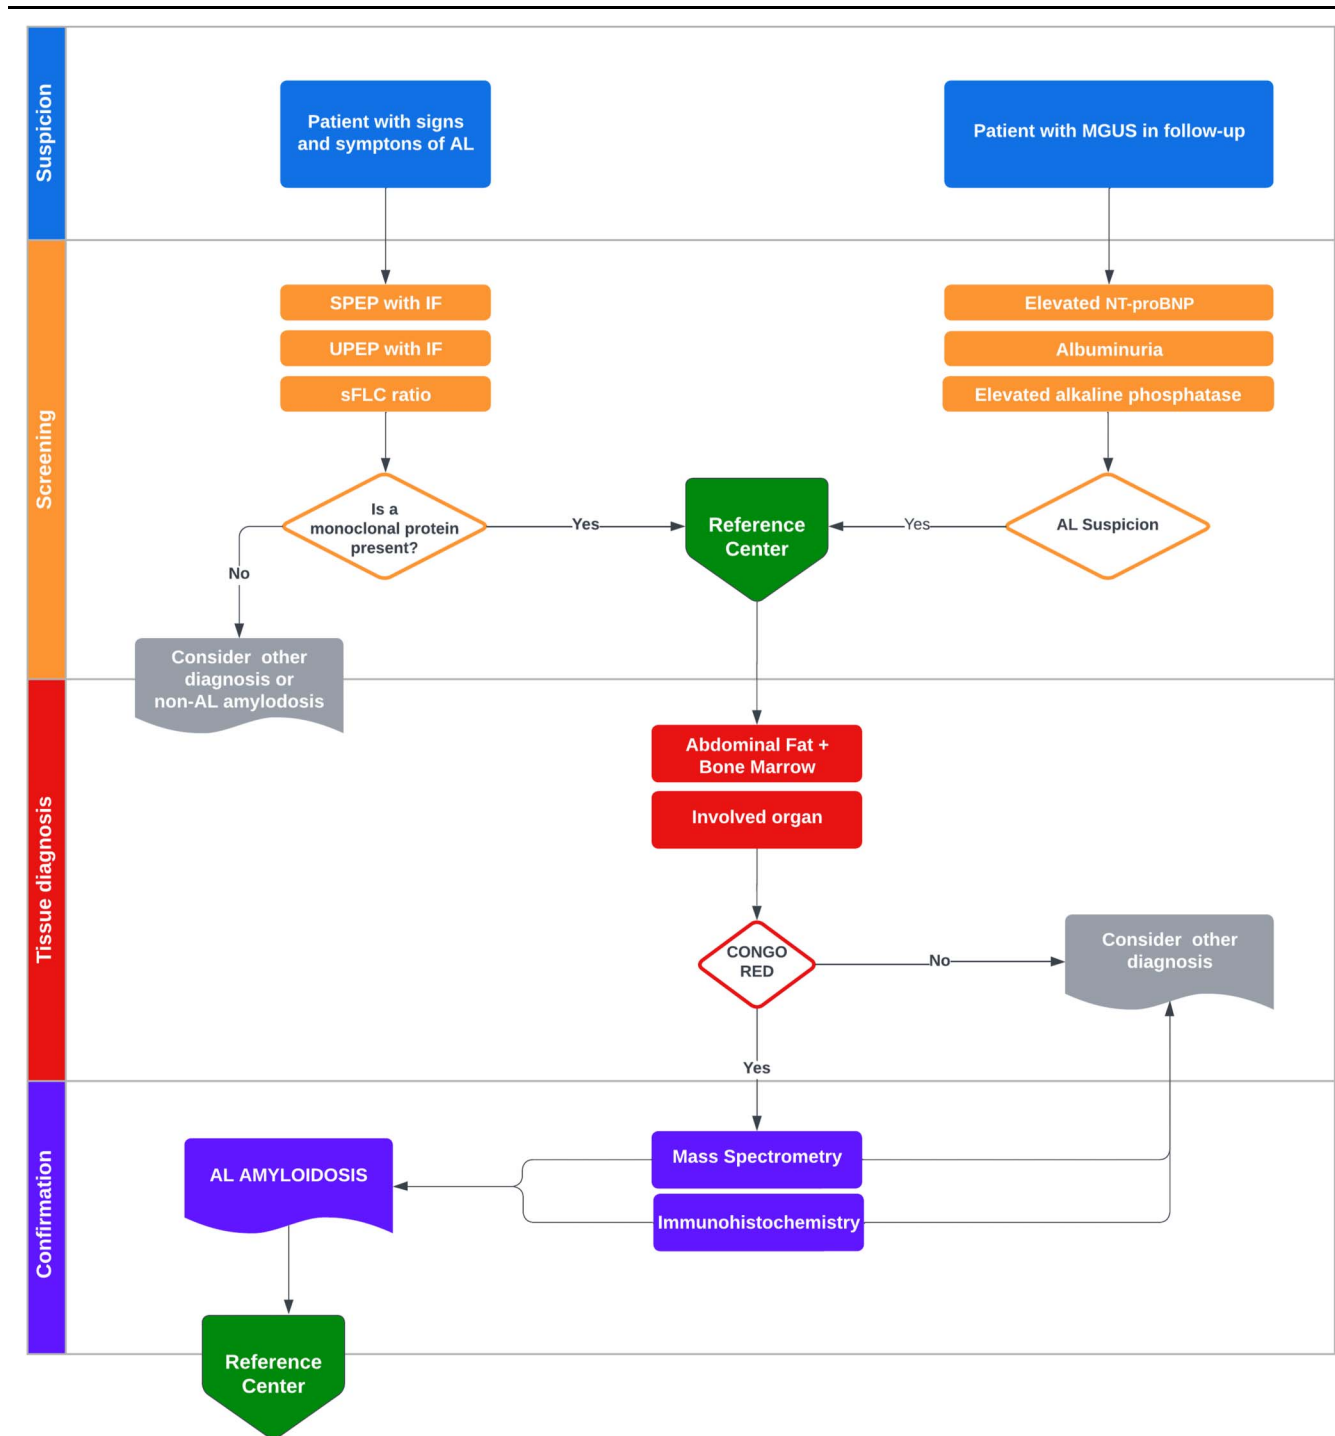 Suspicion
Patient with signs
and symptons of AL
Patient with MGUS in follow-up
Screening
SPEP with IF
UPEP with IF
sFLC ratio
Elevated NT-proBNP
Albuminuria
Elevated alkaline phosphatase
Is a
monoclonal protein
present?
Yes
Reference
Center
Yes
AL Suspicion
No
Consider other
diagnosis or
non-AL amylodosis
Tissue diagnosis
Abdominal Fat +
Bone Marrow
Involved organ
CONGO
RED
No
Consider other
diagnosis
Yes
Confirmation
Mass Spectrometry
Immunohistochemistry
AL AMYLOIDOSIS
Reference
Center